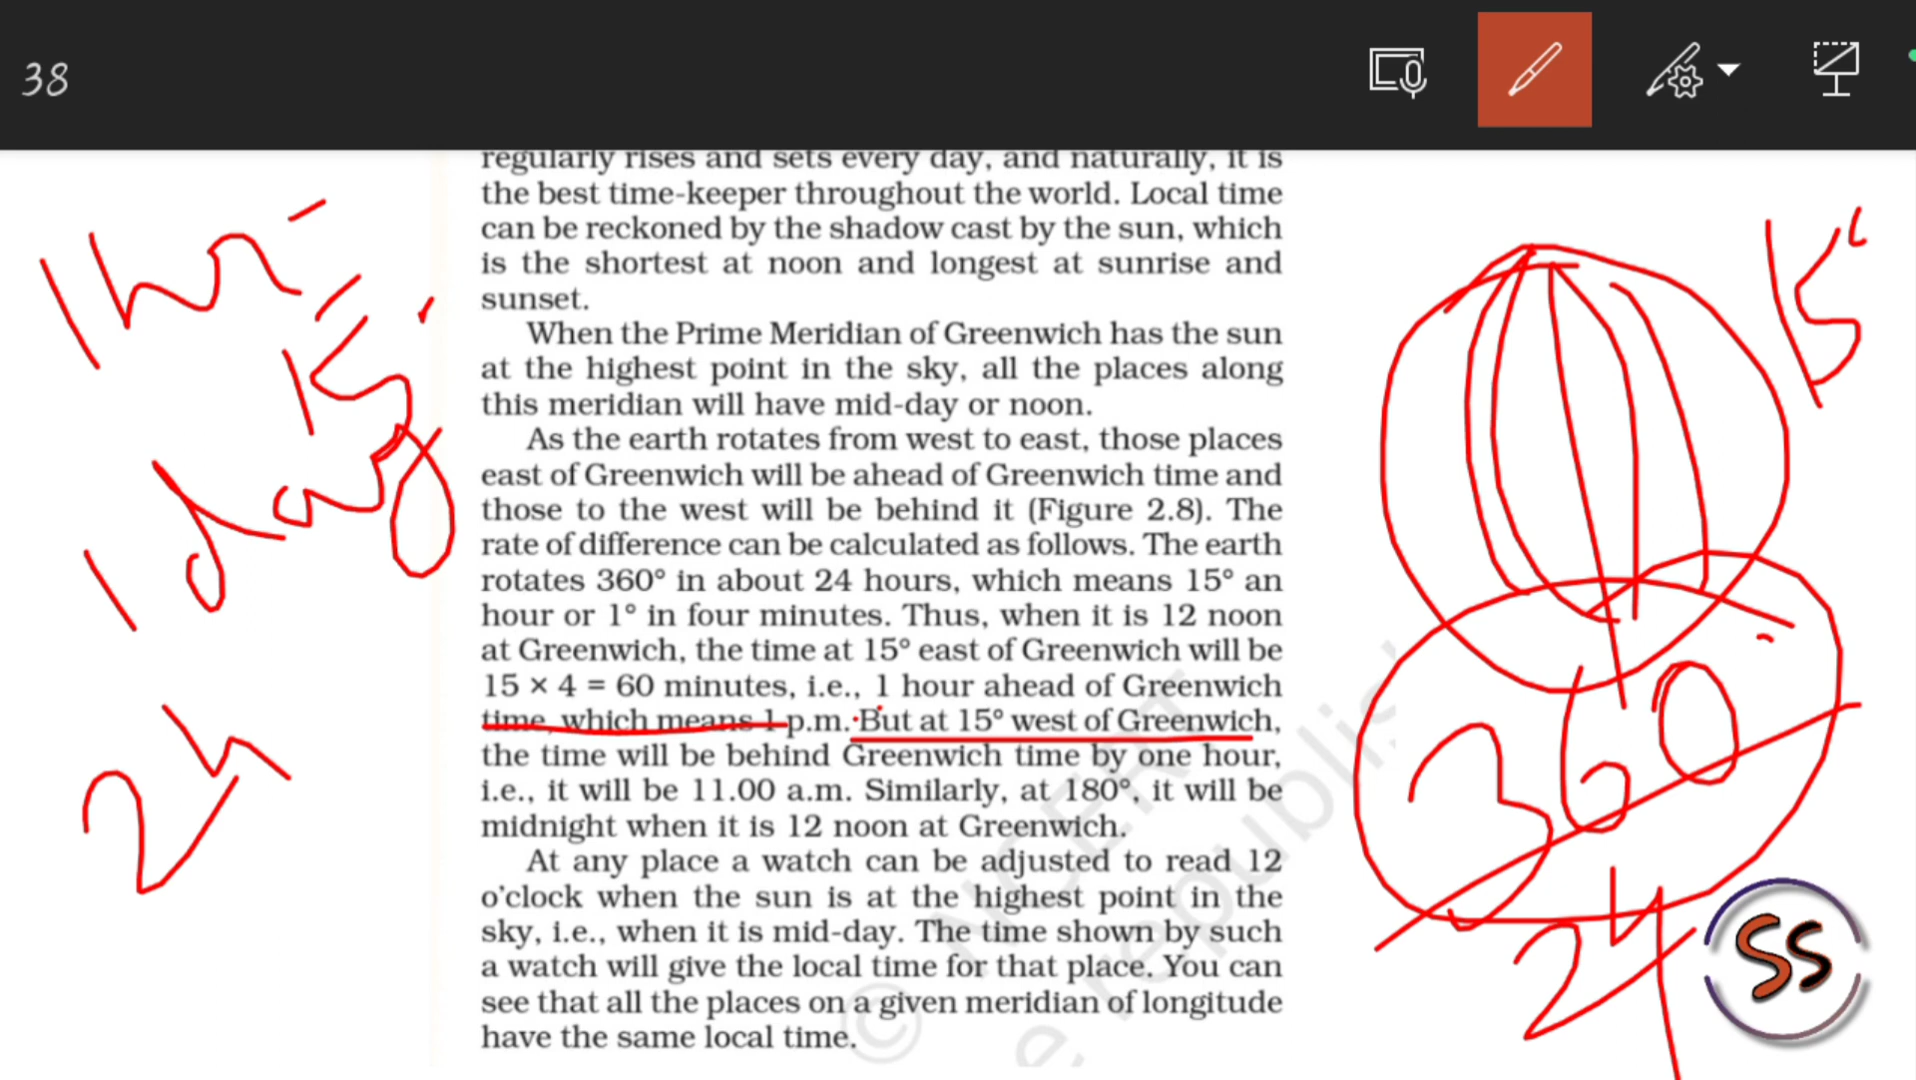 38
regularly rises and sets every day, and naturally, it is
the best time-keeper throughout the world. Local time
can be reckoned by the shadow cast by the sun, which
is the shortest at noon and longest at sunrise and
sunset.
When the Prime Meridian of Greenwich has the sun
at the highest point in the sky, all the places along
this meridian will have mid-day or noon.
As the earth rotates from west to east, those places
east of Greenwich will be ahead of Greenwich time and
those to the west will be behind it (Figure 2.8). The
rate of difference can be calculated as follows. The earth
rotates 360° in about 24 hours, which means 15° an
hour or 1° in four minutes. Thus, when it is 12 noon
at Greenwich, the time at 15° east of Greenwich will be
15 × 4 = 60 minutes, i.e., 1 hour ahead of Greenwich
time, which means 1 p.m. But at 15° west of Greenwich,
the time will be behind Greenwich time by one hour,
i.e., it will be 11.00 a.m. Similarly, at 180°, it will be
midnight when it is 12 noon at Greenwich.
At any place a watch can be adjusted to read 12
o'clock when the sun is at the highest point in the
sky, i.e., when it is mid-day. The time shown by such
a watch will give the local time for that place. You can
see that all the places on a given meridian of longitude
have the same local time.
1hr =
15
1 day
24
15°
360
24
© NCERT
SS